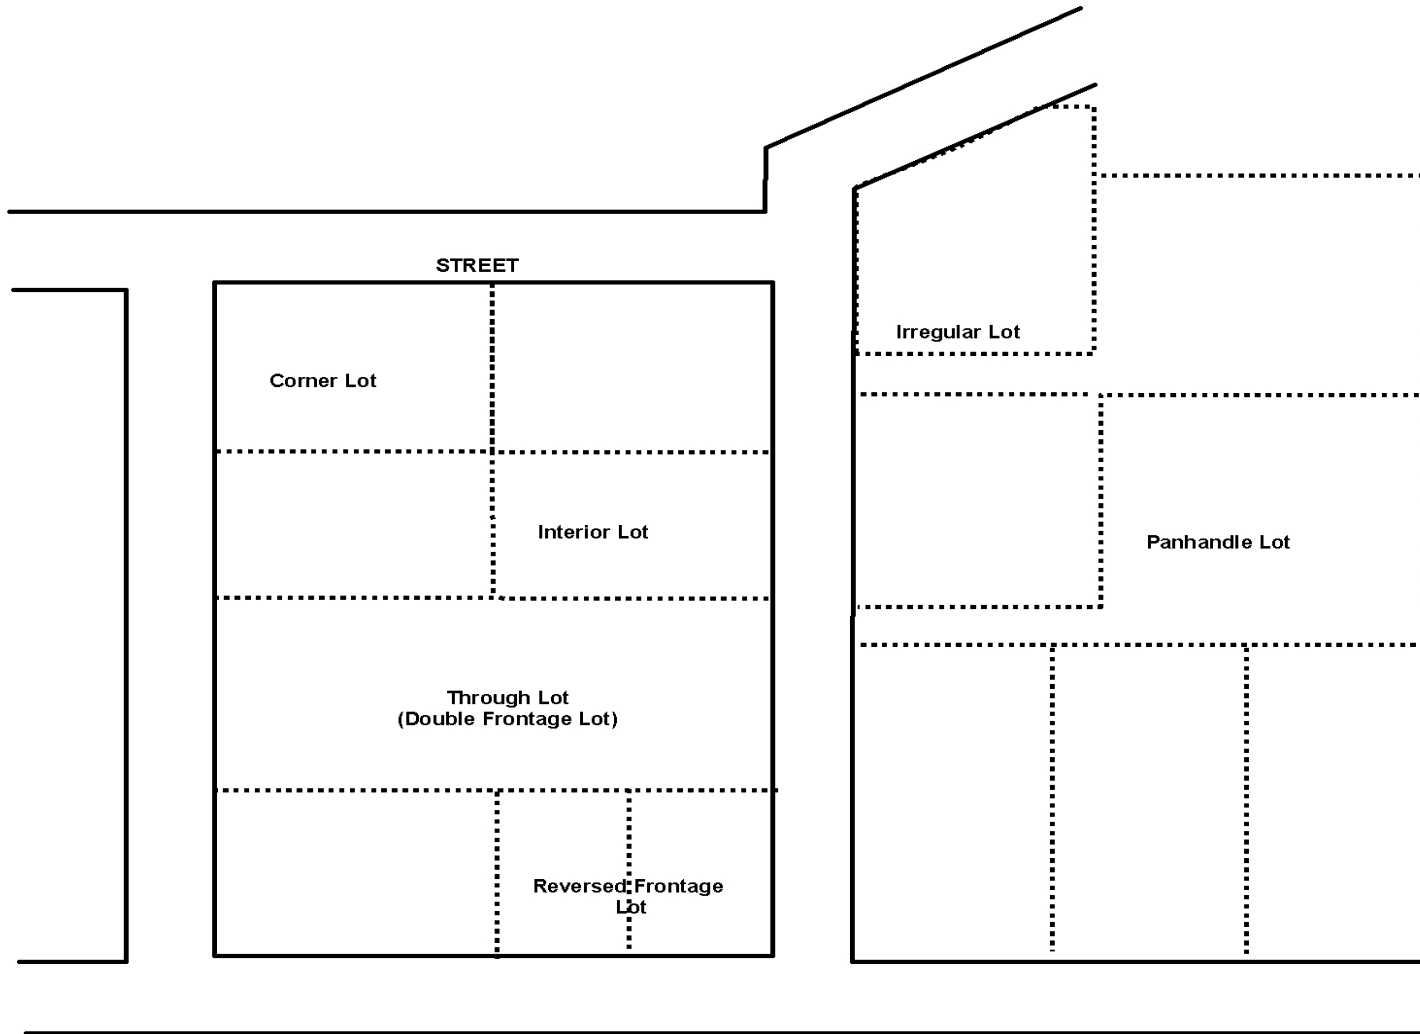 STREET
Irregular Lot
Corner Lot
Interior Lot
Panhandle Lot
Through Lot
(Double Frontage Lot)
Reversed Frontage
Lot